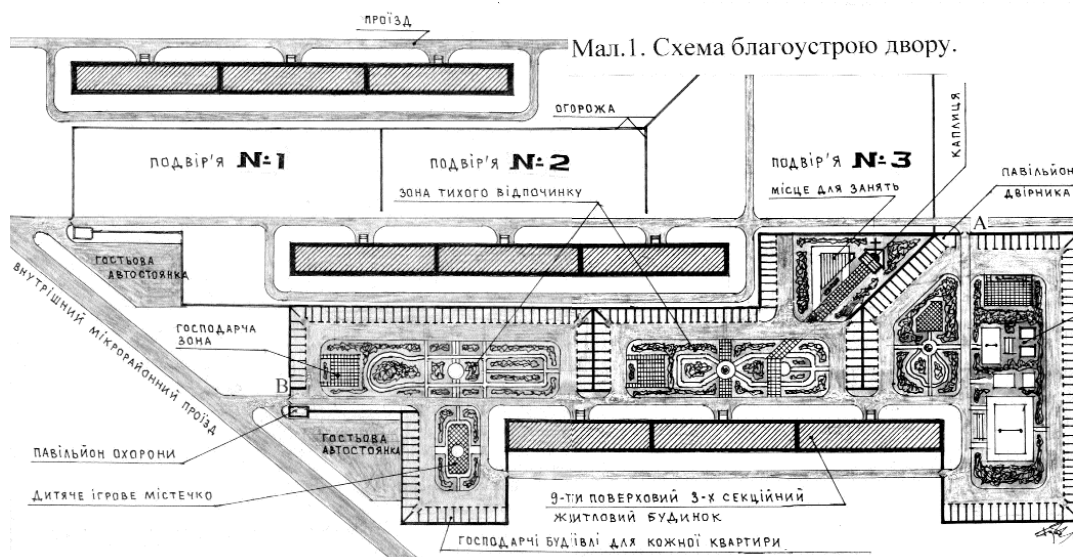 ПРОЇЗД
Мал.1. Схема благоустрою двору.
ОГОРОЖА
КАПЛИЦЯ
ПОДВІР'Я №1
ПОДВІР'Я №2
ПОДВІР'Я №3
ЗОНА ТИХОГО ВІДПОЧИНКУ
МІСЦЕ ДЛЯ ЗАНЯТЬ
ПАВІЛЬЙОН
ДВІРНИКА
А
ГОСТЬОВА
АВТОСТОЯНКА
ВНУТРІШНИЙ МІКРОРАЙОННИЙ ПРОЇЗД
ГОСПОДАРЧА
ЗОНА
В
ГОСТЬОВА
АВТОСТОЯНКА
ПАВІЛЬЙОН ОХОРОНИ
ДИТЯЧЕ ІГРОВЕ МІСТЕЧКО
9-ТИ ПОВЕРХОВИЙ 3-Х СЕКЦІЙНИЙ
ЖИТЛОВИЙ БУДИНОК
ГОСПОДАРЧІ БУДІВЛІ ДЛЯ КОЖНОЇ КВАРТИРИ